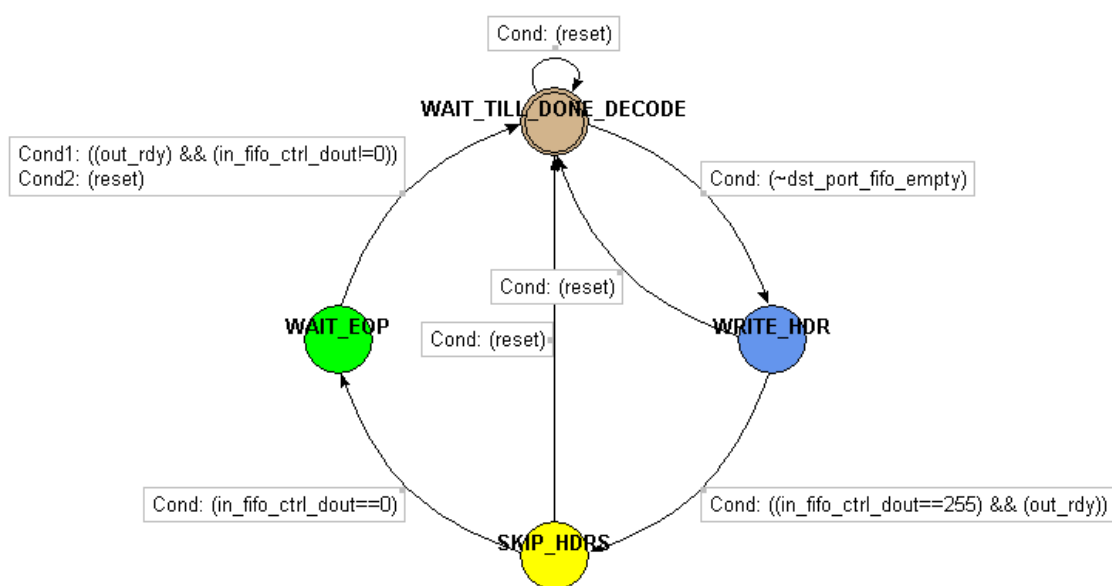 Cond: (reset)
WAIT_TILL_DONE_DECODE
Cond1: ((out_rdy) && (in_fifo_ctrl_dout!=0))
Cond2: (reset)
Cond: (~dst_port_fifo_empty)
Cond: (reset)
WAIT_EOP
WRITE_HDR
Cond: (reset)
Cond: (in_fifo_ctrl_dout==0)
Cond: ((in_fifo_ctrl_dout==255) && (out_rdy))
SKIP_HDRS